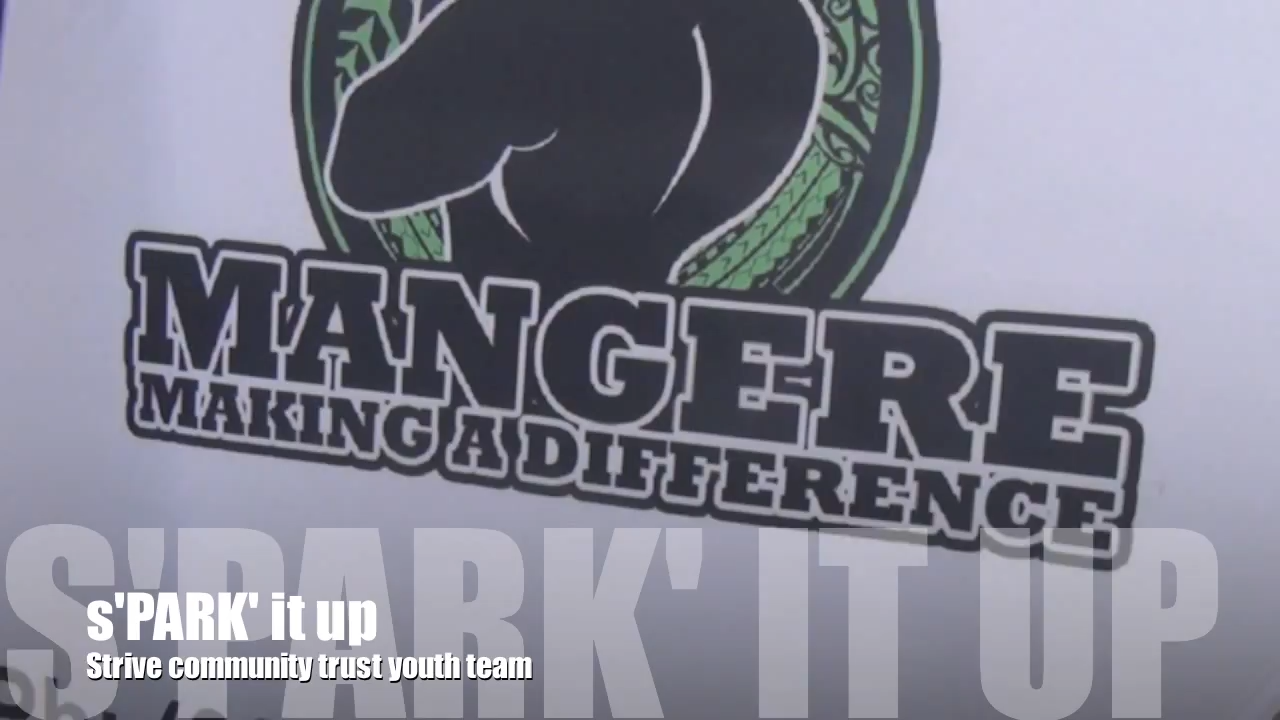 MANGERE
MAKING A DIFFERENCE
S'PARK' IT UP
s'PARK' it up
Strive community trust youth team